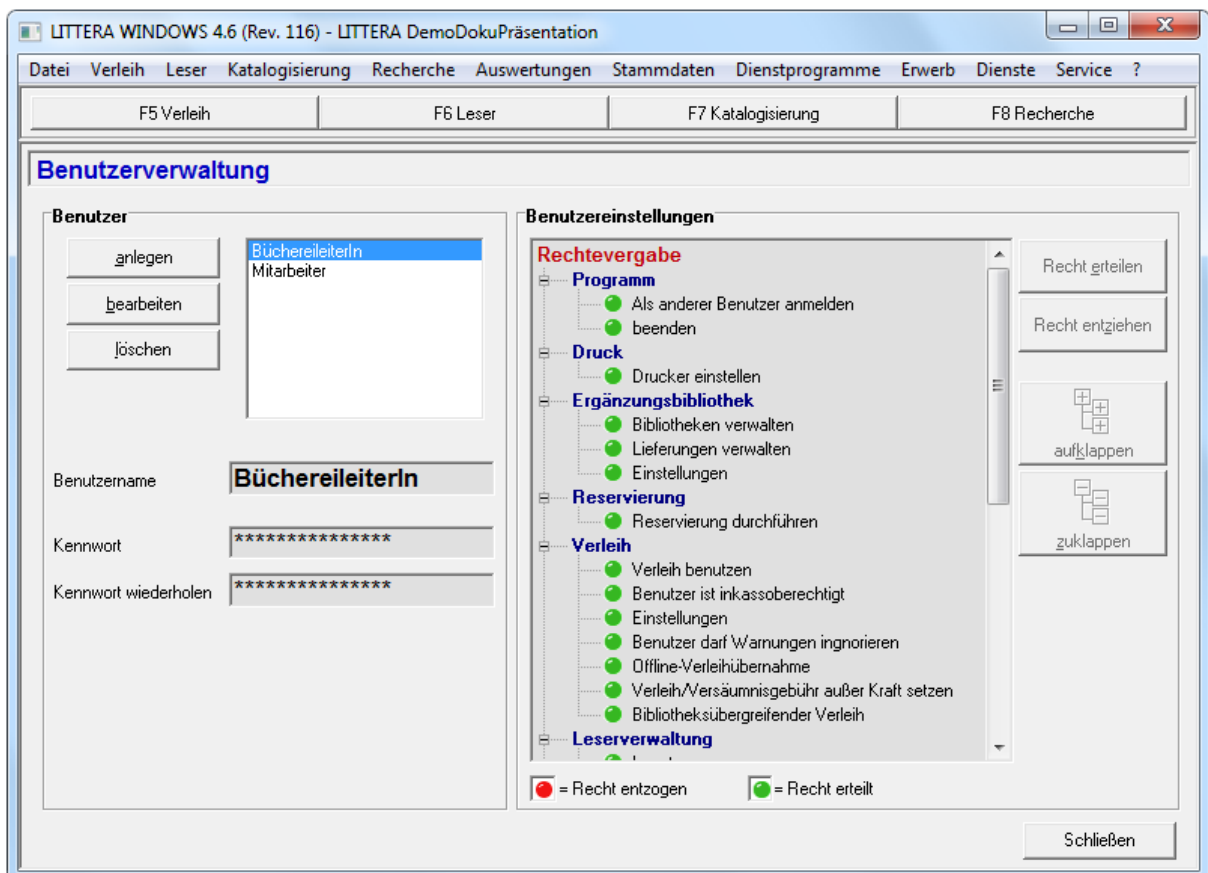 LITTERA WINDOWS 4.6 (Rev. 116) - LITTERA DemoDokuPräsentation
Datei Verleih Leser Katalogisierung Recherche Auswertungen Stammdaten Dienstprogramme Erwerb Dienste Service ?
F5 Verleih F6 Leser F7 Katalogisierung F8 Recherche
Benutzerverwaltung
Benutzer
anlegen
bearbeiten
löschen
BüchereileiterIn
Mitarbeiter
Benutzername BüchereileiterIn
Kennwort ***************
Kennwort wiederholen ***************
Benutzereinstellungen
Rechtevergabe
Programm
Als anderer Benutzer anmelden
beenden
Druck
Drucker einstellen
Ergänzungsbibliothek
Bibliotheken verwalten
Lieferungen verwalten
Einstellungen
Reservierung
Reservierung durchführen
Verleih
Verleih benutzen
Benutzer ist inkassoberechtigt
Einstellungen
Benutzer darf Warnungen ingnorieren
Offline-Verleihübernahme
Verleih/Versäumnisgebühr außer Kraft setzen
Bibliotheksübergreifender Verleih
Leserverwaltung
= Recht entzogen = Recht erteilt
Recht erteilen
Recht entziehen
aufklappen
zuklappen
Schließen